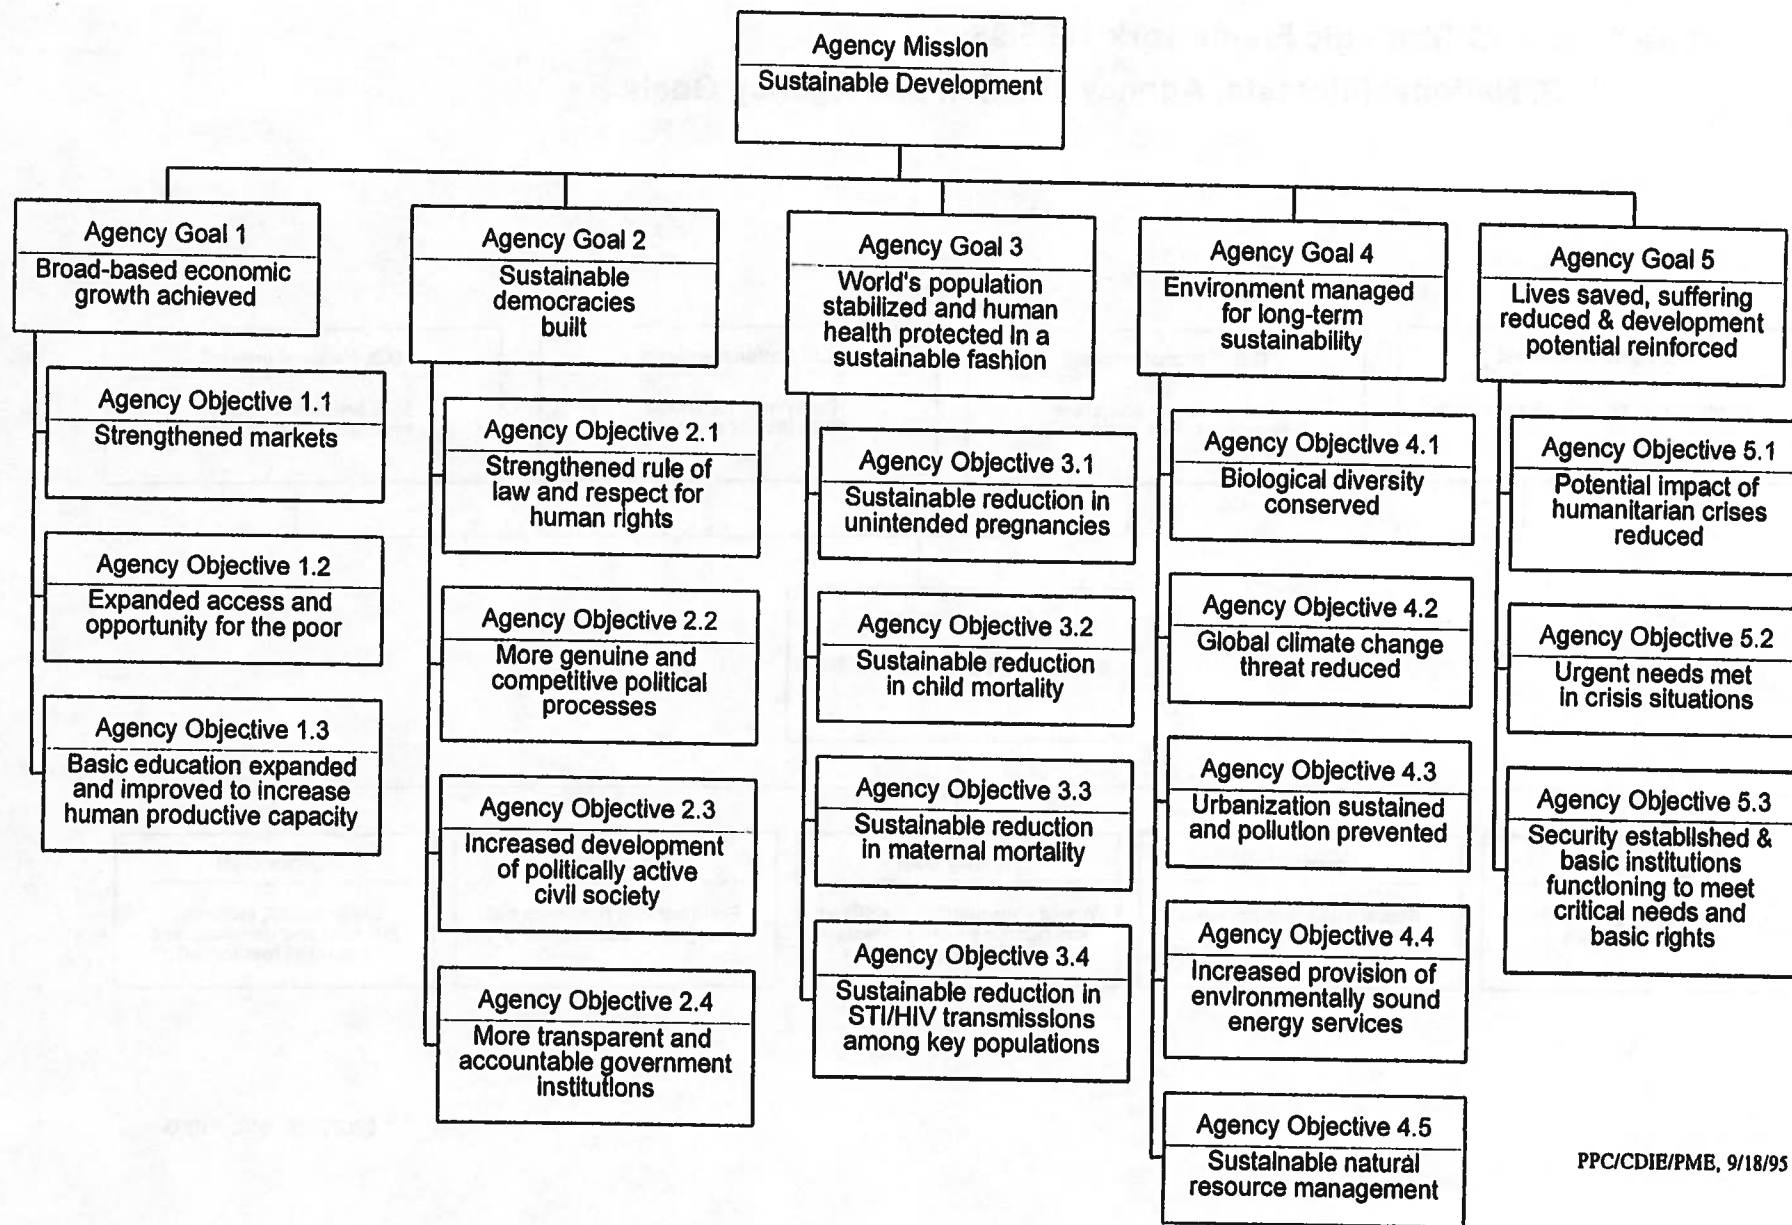 Agency Mission
Sustainable Development
Agency Goal 1
Broad-based economic
growth achieved
Agency Objective 1.1
Strengthened markets
Agency Objective 1.2
Expanded access and
opportunity for the poor
Agency Objective 1.3
Basic education expanded
and improved to increase
human productive capacity
Agency Goal 2
Sustainable
democracies
built
Agency Objective 2.1
Strengthened rule of
law and respect for
human rights
Agency Objective 2.2
More genuine and
competitive political
processes
Agency Objective 2.3
Increased development
of politically active
civil society
Agency Objective 2.4
More transparent and
accountable government
institutions
Agency Goal 3
World's population
stabilized and human
health protected in a
sustainable fashion
Agency Objective 3.1
Sustainable reduction in
unintended pregnancies
Agency Objective 3.2
Sustainable reduction
in child mortality
Agency Objective 3.3
Sustainable reduction
in maternal mortality
Agency Objective 3.4
Sustainable reduction in
STI/HIV transmissions
among key populations
Agency Goal 4
Environment managed
for long-term
sustainability
Agency Objective 4.1
Biological diversity
conserved
Agency Objective 4.2
Global climate change
threat reduced
Agency Objective 4.3
Urbanization sustained
and pollution prevented
Agency Objective 4.4
Increased provision of
environmentally sound
energy services
Agency Objective 4.5
Sustainable natural
resource management
Agency Goal 5
Lives saved, suffering
reduced & development
potential reinforced
Agency Objective 5.1
Potential impact of
humanitarian crises
reduced
Agency Objective 5.2
Urgent needs met
in crisis situations
Agency Objective 5.3
Security established &
basic institutions
functioning to meet
critical needs and
basic rights
PPC/CDIE/PME, 9/18/95